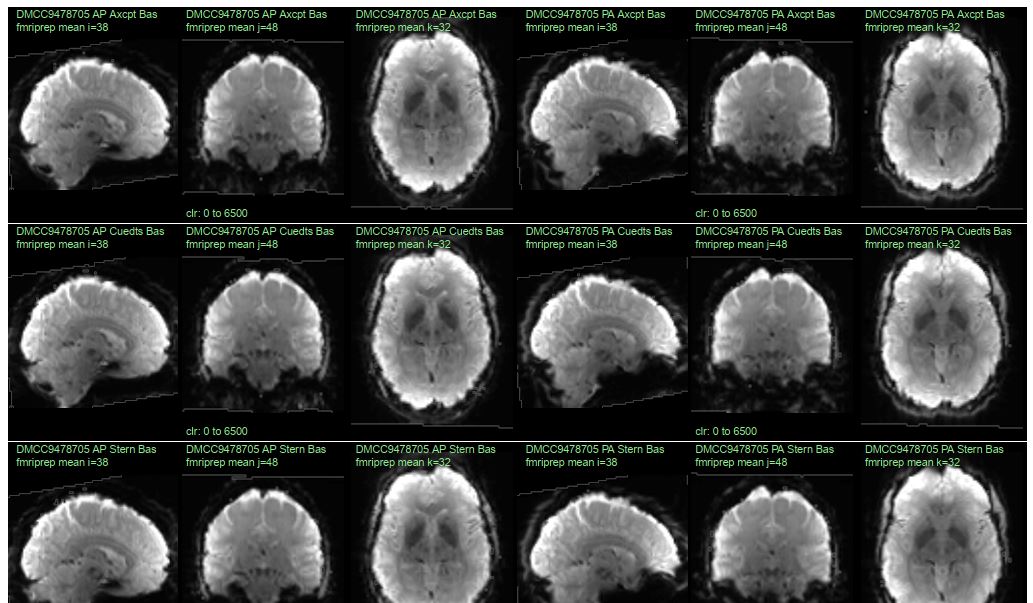 DMCC9478705 AP Axcpt Bas
fmriprep mean i=38
DMCC9478705 AP Axcpt Bas
fmriprep mean j=48
DMCC9478705 AP Axcpt Bas
fmriprep mean k=32
DMCC9478705 PA Axcpt Bas
fmriprep mean i=38
DMCC9478705 PA Axcpt Bas
fmriprep mean j=48
DMCC9478705 PA Axcpt Bas
fmriprep mean k=32
clr: 0 to 6500
clr: 0 to 6500
DMCC9478705 AP Cuedts Bas
fmriprep mean i=38
DMCC9478705 AP Cuedts Bas
fmriprep mean j=48
DMCC9478705 AP Cuedts Bas
fmriprep mean k=32
DMCC9478705 PA Cuedts Bas
fmriprep mean i=38
DMCC9478705 PA Cuedts Bas
fmriprep mean j=48
DMCC9478705 PA Cuedts Bas
fmriprep mean k=32
clr: 0 to 6500
clr: 0 to 6500
DMCC9478705 AP Stern Bas
fmriprep mean i=38
DMCC9478705 AP Stern Bas
fmriprep mean j=48
DMCC9478705 AP Stern Bas
fmriprep mean k=32
DMCC9478705 PA Stern Bas
fmriprep mean i=38
DMCC9478705 PA Stern Bas
fmriprep mean j=48
DMCC9478705 PA Stern Bas
fmriprep mean k=32